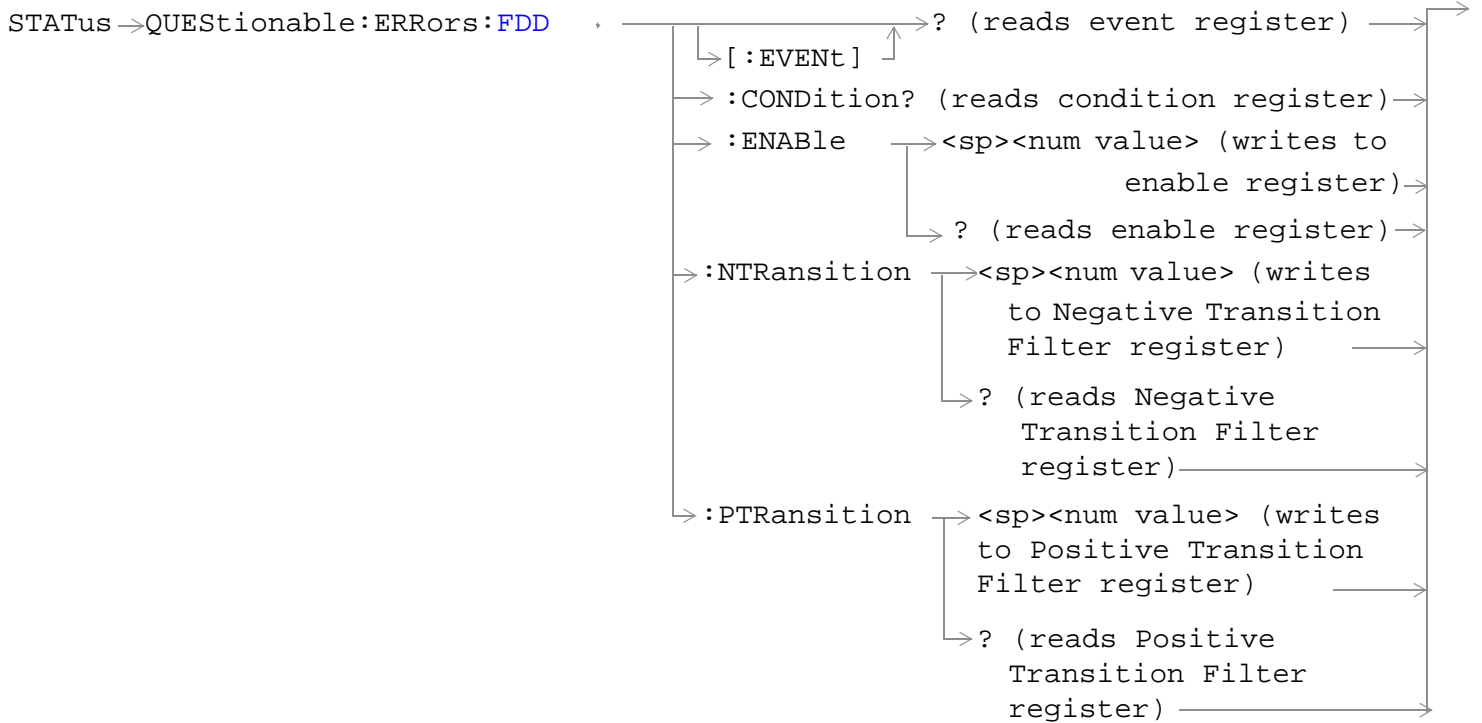 STATus QUEStionable:ERRors:FDD ? (reads event register)
[:EVENt]
:CONDition? (reads condition register)
:ENABle <sp><num value> (writes to
enable register)
? (reads enable register)
:NTRansition <sp><num value> (writes
to Negative Transition
Filter register)
? (reads Negative
Transition Filter
register)
:PTRansition <sp><num value> (writes
to Positive Transition
Filter register)
? (reads Positive
Transition Filter
register)